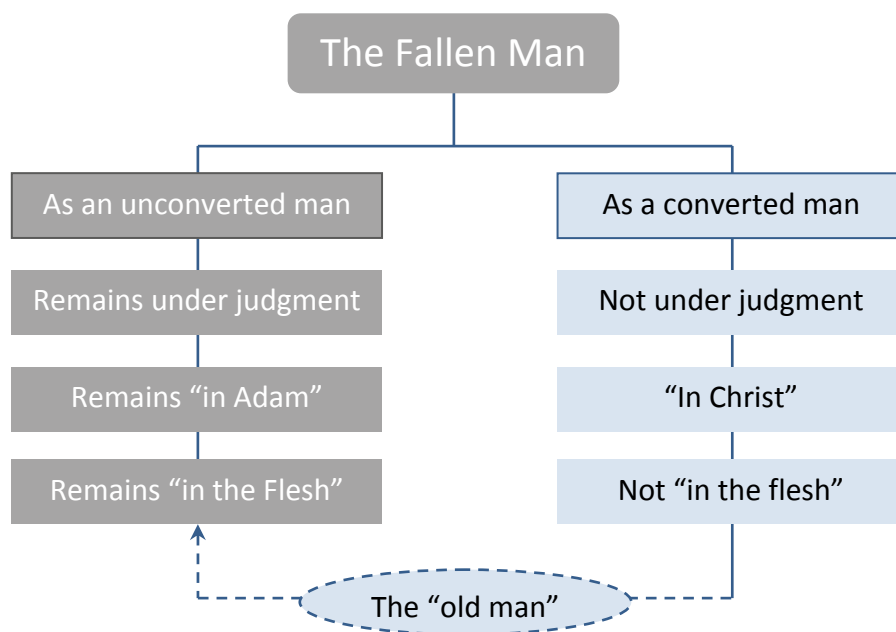 The Fallen Man
As an unconverted man
As a converted man
Remains under judgment
Not under judgment
Remains “in Adam”
“In Christ”
Remains “in the Flesh”
Not “in the flesh”
The “old man”